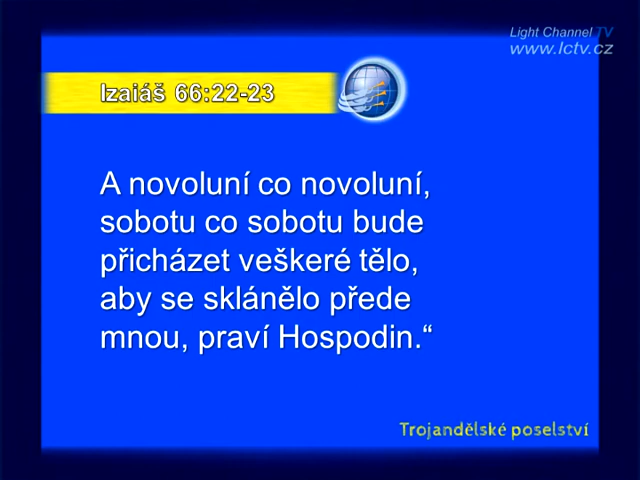 Light Channel TV
www.lctv.cz
Izaiáš 66:22-23
A novoluní co novoluní,
sobotu co sobotu bude
přicházet veškeré tělo,
aby se sklánělo přede
mnou, praví Hospodin.“
Trojandělské poselství